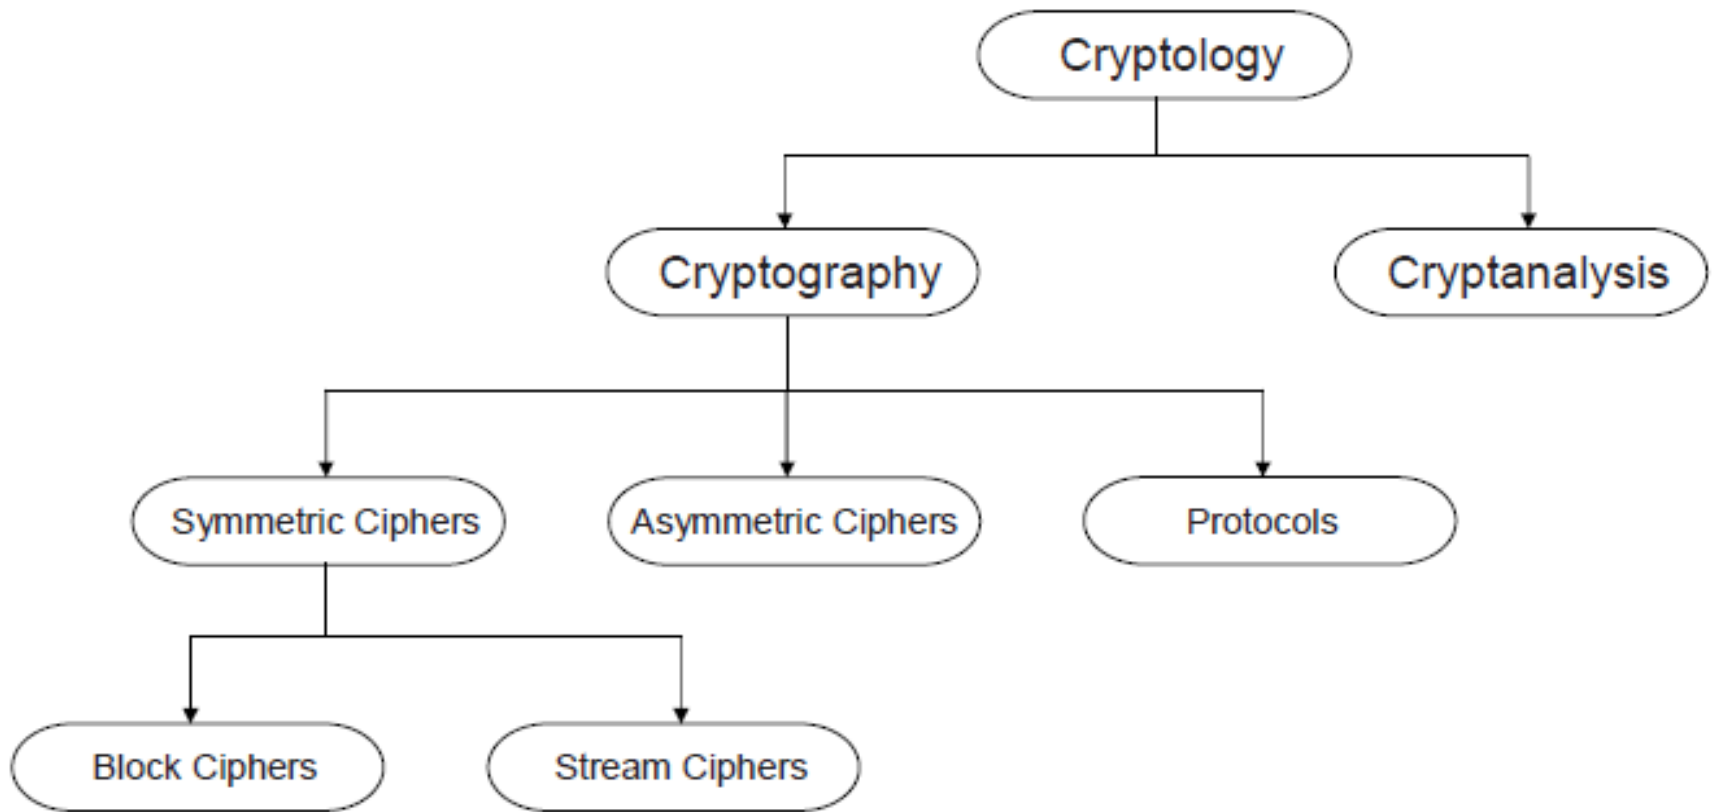 Cryptology
Cryptography
Cryptanalysis
Symmetric Ciphers
Asymmetric Ciphers
Protocols
Block Ciphers
Stream Ciphers